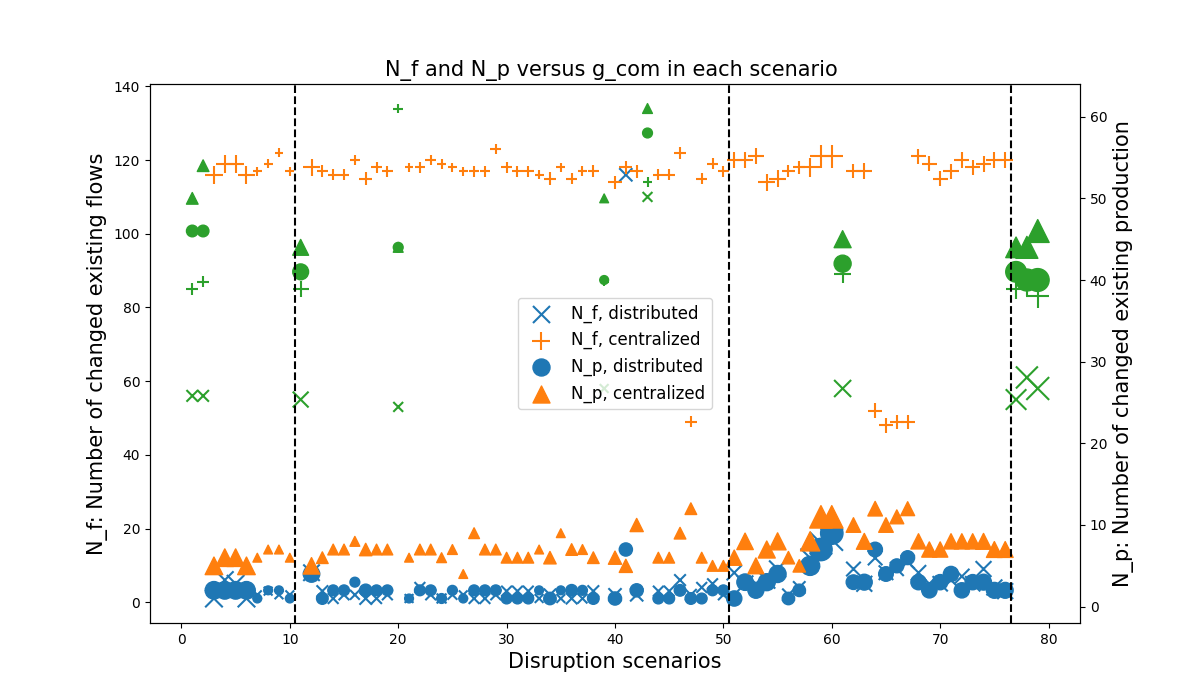 N_f and N_p versus g_com in each scenario
N_f: Number of changed existing flows
140
120
100
80
60
40
20
0
N_f, distributed
N_f, centralized
N_p, distributed
N_p, centralized
60
50
40
30
20
10
0
N_p: Number of changed existing production
0 10 20 30 40 50 60 70 80
Disruption scenarios